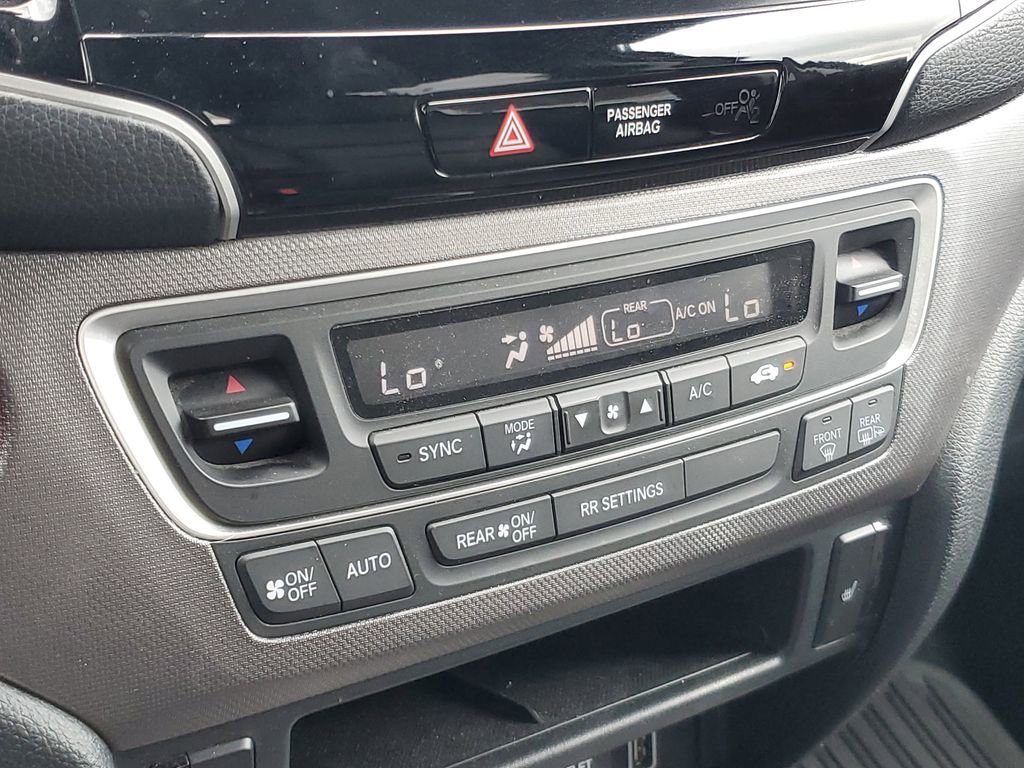 PASSENGER
AIRBAG
OFF
Lo
REAR
Lo
A/C ON
Lo
SYNC
MODE
A/C
FRONT
REAR
REAR ON/
OFF
RR SETTINGS
ON/
OFF
AUTO